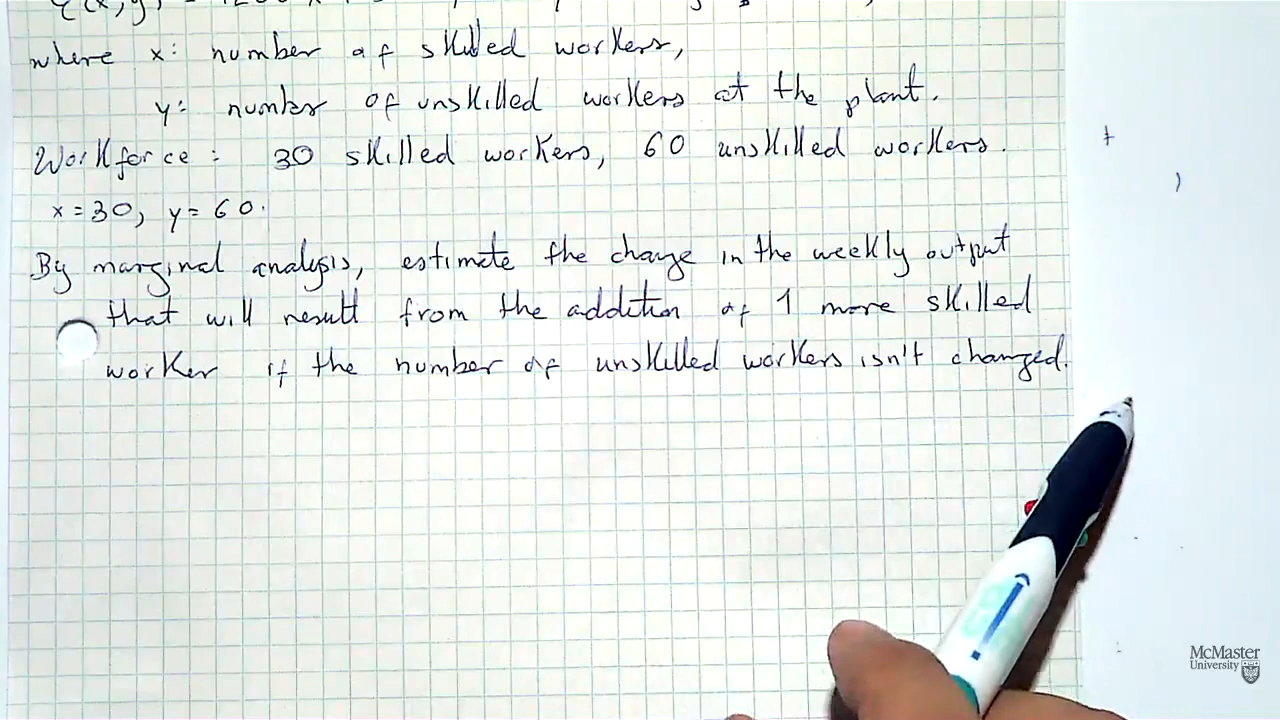 where x: number of skilled workers,
y: number of unskilled workers at the plant.
Workforce: 30 skilled workers, 60 unskilled workers.
x=30, y=60.
By marginal analysis, estimate the change in the weekly output
that will result from the addition of 1 more skilled
worker if the number of unskilled workers isn't changed.
McMaster
University